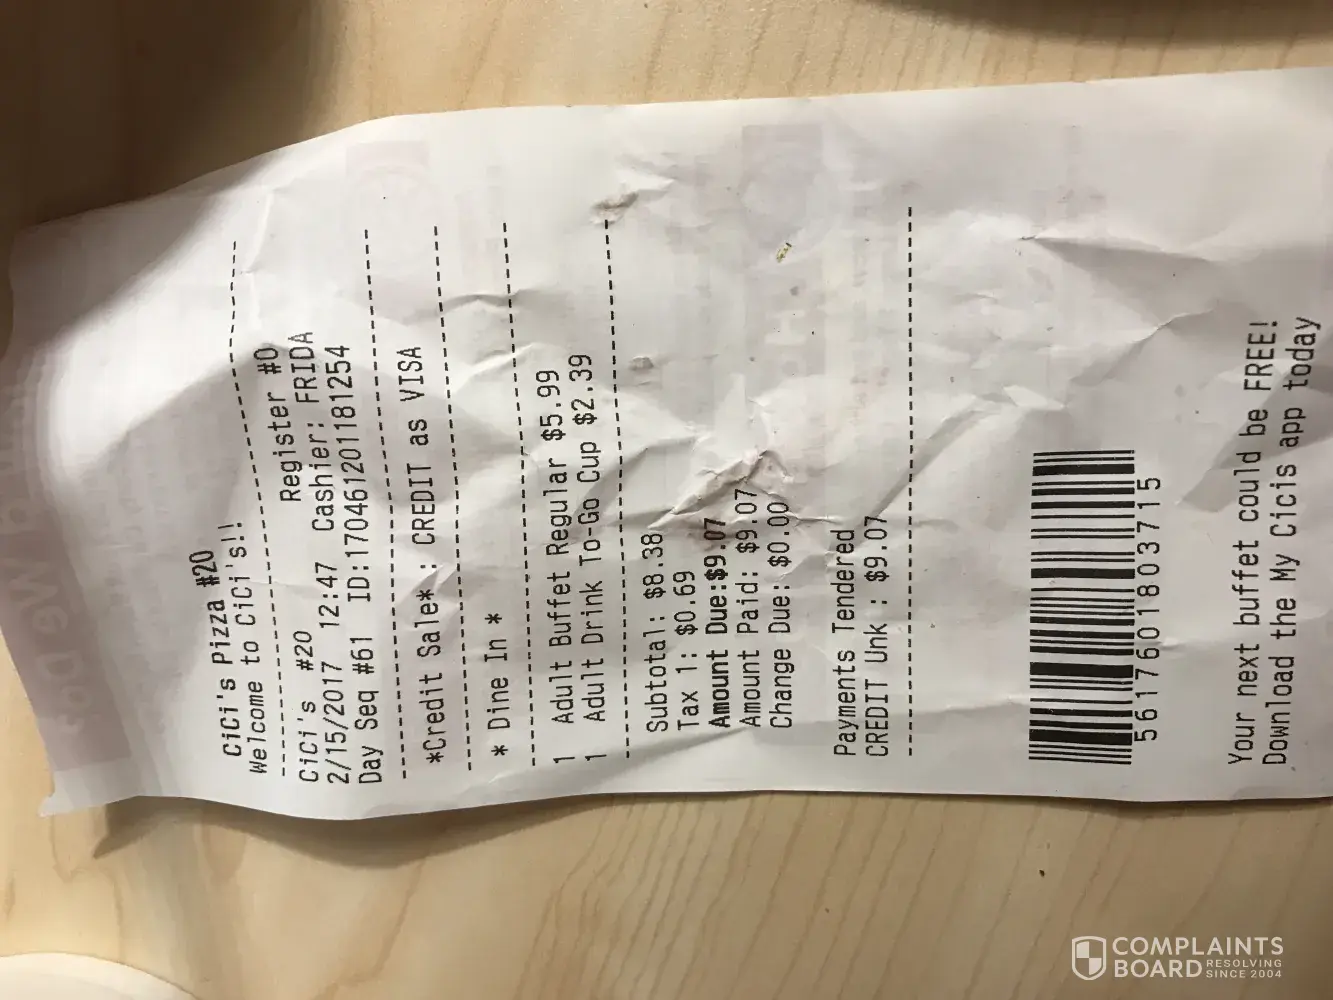 CiCi's Pizza #20
Welcome to CiCi's!!
CiCi's #20 Register #0
2/15/2017 12:47 Cashier: FRIDA
Day Seq #61 ID:1704612011181254
*Credit Sale*: CREDIT as VISA
* Dine In *
1 Adult Buffet Regular $5.99
1 Adult Drink To-Go Cup $2.39
Subtotal: $8.38
Tax 1: $0.69
Amount Due:$9.07
Amount Paid: $9.07
Change Due: $0.00
Payments Tendered
CREDIT Unk : $9.07
5617601803715
Your next buffet could be FREE!
Download the My Cicis app today
COMPLAINTS
BOARD RESOLVING
SINCE 2004